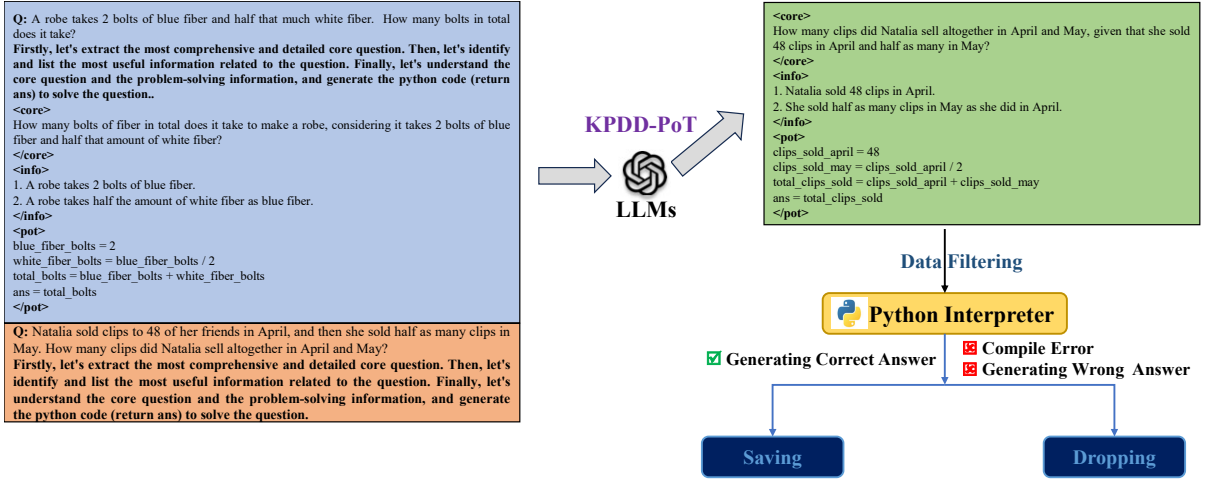 Q: A robe takes 2 bolts of blue fiber and half that much white fiber. How many bolts in total
does it take?
Firstly, let's extract the most comprehensive and detailed core question. Then, let's identify
and list the most useful information related to the question. Finally, let's understand the
core question and the problem-solving information, and generate the python code (return
ans) to solve the question..
<core>
How many bolts of fiber in total does it take to make a robe, considering it takes 2 bolts of blue
fiber and half that amount of white fiber?
</core>
<info>
1. A robe takes 2 bolts of blue fiber.
2. A robe takes half the amount of white fiber as blue fiber.
</info>
<pot>
blue_fiber_bolts = 2
white_fiber_bolts = blue_fiber_bolts / 2
total_bolts = blue_fiber_bolts + white_fiber_bolts
ans = total_bolts
</pot>
Q: Natalia sold clips to 48 of her friends in April, and then she sold half as many clips in
May. How many clips did Natalia sell altogether in April and May?
Firstly, let's extract the most comprehensive and detailed core question. Then, let's
identify and list the most useful information related to the question. Finally, let's
understand the core question and the problem-solving information, and generate
the python code (return ans) to solve the question.
KPDD-PoT
LLMs
<core>
How many clips did Natalia sell altogether in April and May, given that she sold
48 clips in April and half as many in May?
</core>
<info>
1. Natalia sold 48 clips in April.
2. She sold half as many clips in May as she did in April.
</info>
<pot>
clips_sold_april = 48
clips_sold_may = clips_sold_april / 2
total_clips_sold = clips_sold_april + clips_sold_may
ans = total_clips_sold
</pot>
Data Filtering
Python Interpreter
Generating Correct Answer
Compile Error
Generating Wrong Answer
Saving
Dropping